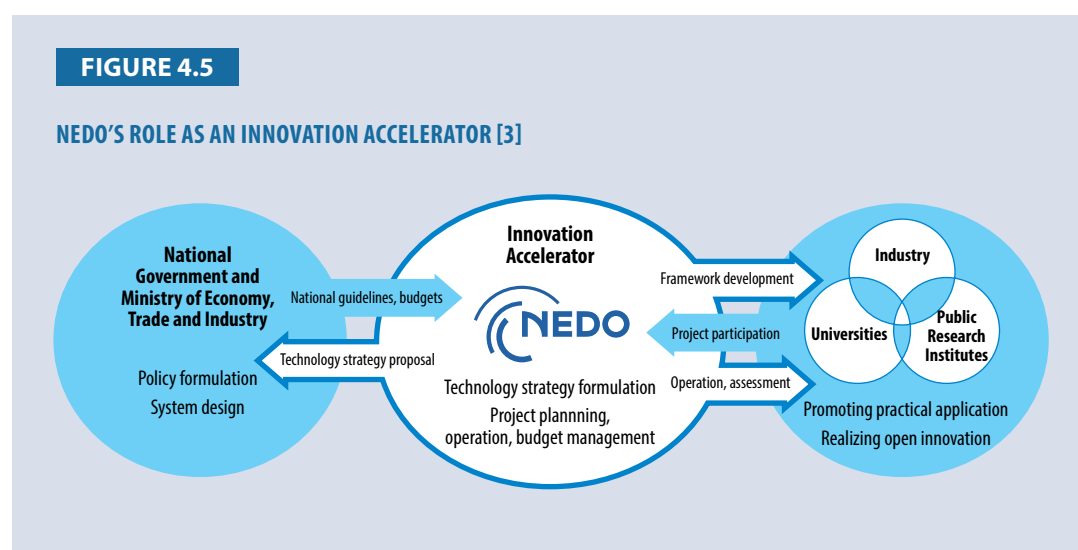 FIGURE 4.5
NEDO'S ROLE AS AN INNOVATION ACCELERATOR [3]
National
Government and
Ministry of Economy,
Trade and Industry
Policy formulation
System design
National guidelines, budgets
Technology strategy proposal
Innovation
Accelerator
NEDO
Technology strategy formulation
Project plannning,
operation, budget management
Framework development
Project participation
Operation, assessment
Industry
Universities
Public
Research
Institutes
Promoting practical application
Realizing open innovation